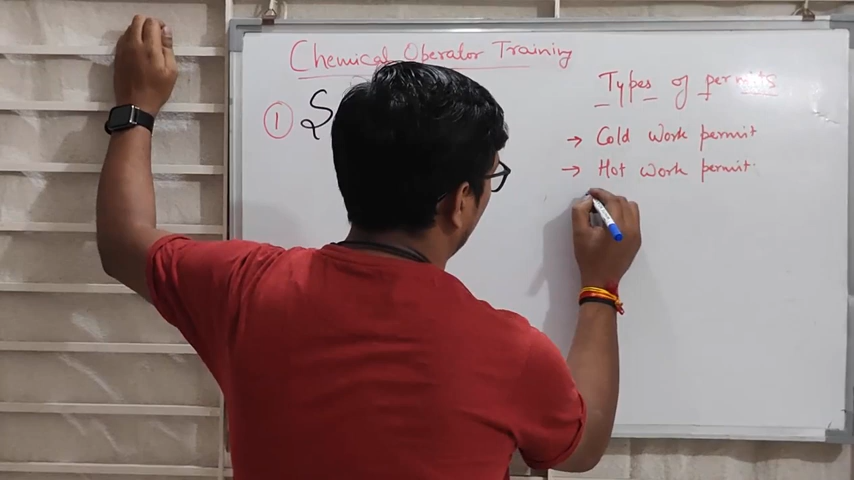 Chemical Operator Training
① S
Types of permits
→ Cold work permit
→ Hot work permit.